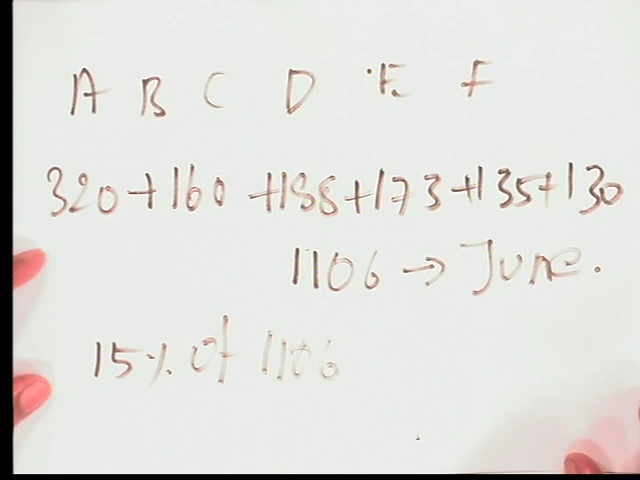 A B C D E F
320+160+188+173+135+130
1106 → June.
15% of 1106